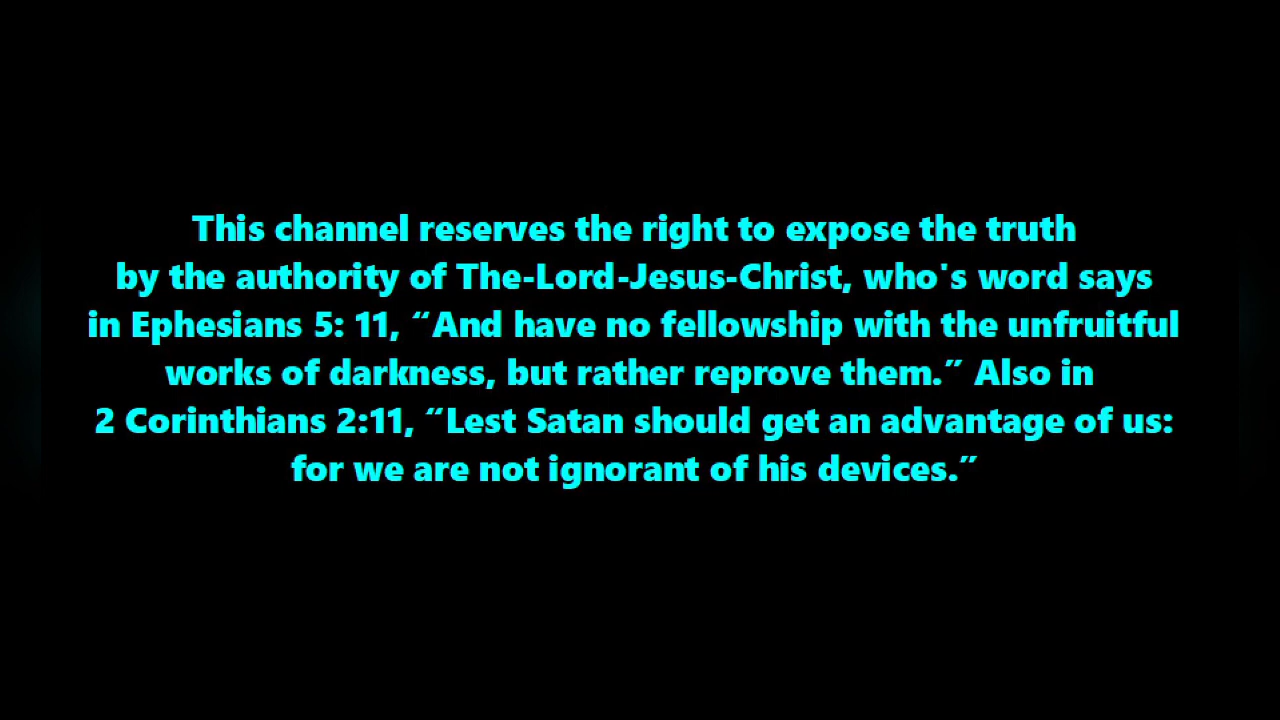 This channel reserves the right to expose the truth
by the authority of The-Lord-Jesus-Christ, who's word says
in Ephesians 5: 11, “And have no fellowship with the unfruitful
works of darkness, but rather reprove them.” Also in
2 Corinthians 2:11, “Lest Satan should get an advantage of us:
for we are not ignorant of his devices.”